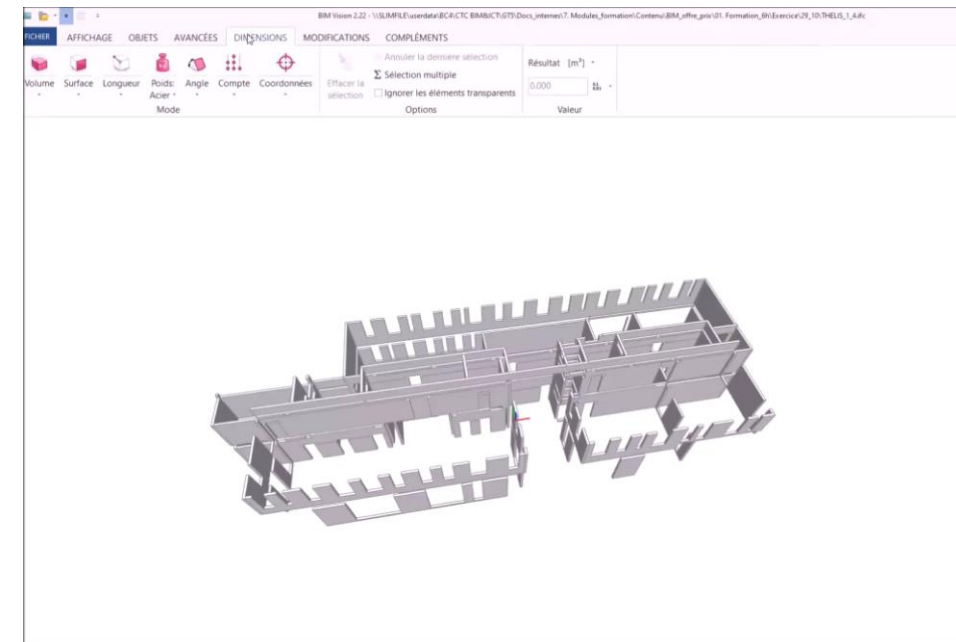 BIM Vision 2.22 - \\SLIMFILE\userdata\BC4\CTC BIM&ICT\GTS\Docs_internes\7. Modules_formation\Contenu\BIM_offre_prix\01. Formation_6h\Exercice\29_10\THELIS_1_4.ifc
FICHIER AFFICHAGE OBJETS AVANCÉES DIMENSIONS MODIFICATIONS COMPLÉMENTS
Volume Surface Longueur Poids: Acier Angle Compte Coordonnées
Mode
Effacer la sélection
Annuler la dernière sélection
Σ Sélection multiple
Ignorer les éléments transparents
Options
Résultat [m³]
0.000
Valeur